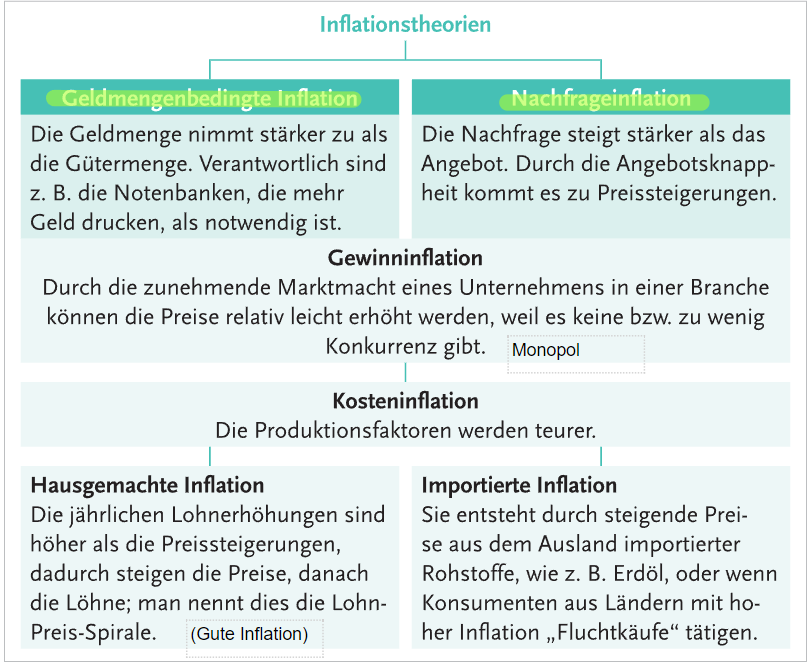 Inflationstheorien
Geldmengenbedingte Inflation
Die Geldmenge nimmt stärker zu als
die Gütermenge. Verantwortlich sind
z. B. die Notenbanken, die mehr
Geld drucken, als notwendig ist.
Nachfrageinflation
Die Nachfrage steigt stärker als das
Angebot. Durch die Angebotsknapp-
heit kommt es zu Preissteigerungen.
Gewinninflation
Durch die zunehmende Marktmacht eines Unternehmens in einer Branche
können die Preise relativ leicht erhöht werden, weil es keine bzw. zu wenig
Konkurrenz gibt. Monopol
Kosteninflation
Die Produktionsfaktoren werden teurer.
Hausgemachte Inflation
Die jährlichen Lohnerhöhungen sind
höher als die Preissteigerungen,
dadurch steigen die Preise, danach
die Löhne; man nennt dies die Lohn-
Preis-Spirale. (Gute Inflation)
Importierte Inflation
Sie entsteht durch steigende Prei-
se aus dem Ausland importierter
Rohstoffe, wie z. B. Erdöl, oder wenn
Konsumenten aus Ländern mit ho-
her Inflation „Fluchtkäufe“ tätigen.